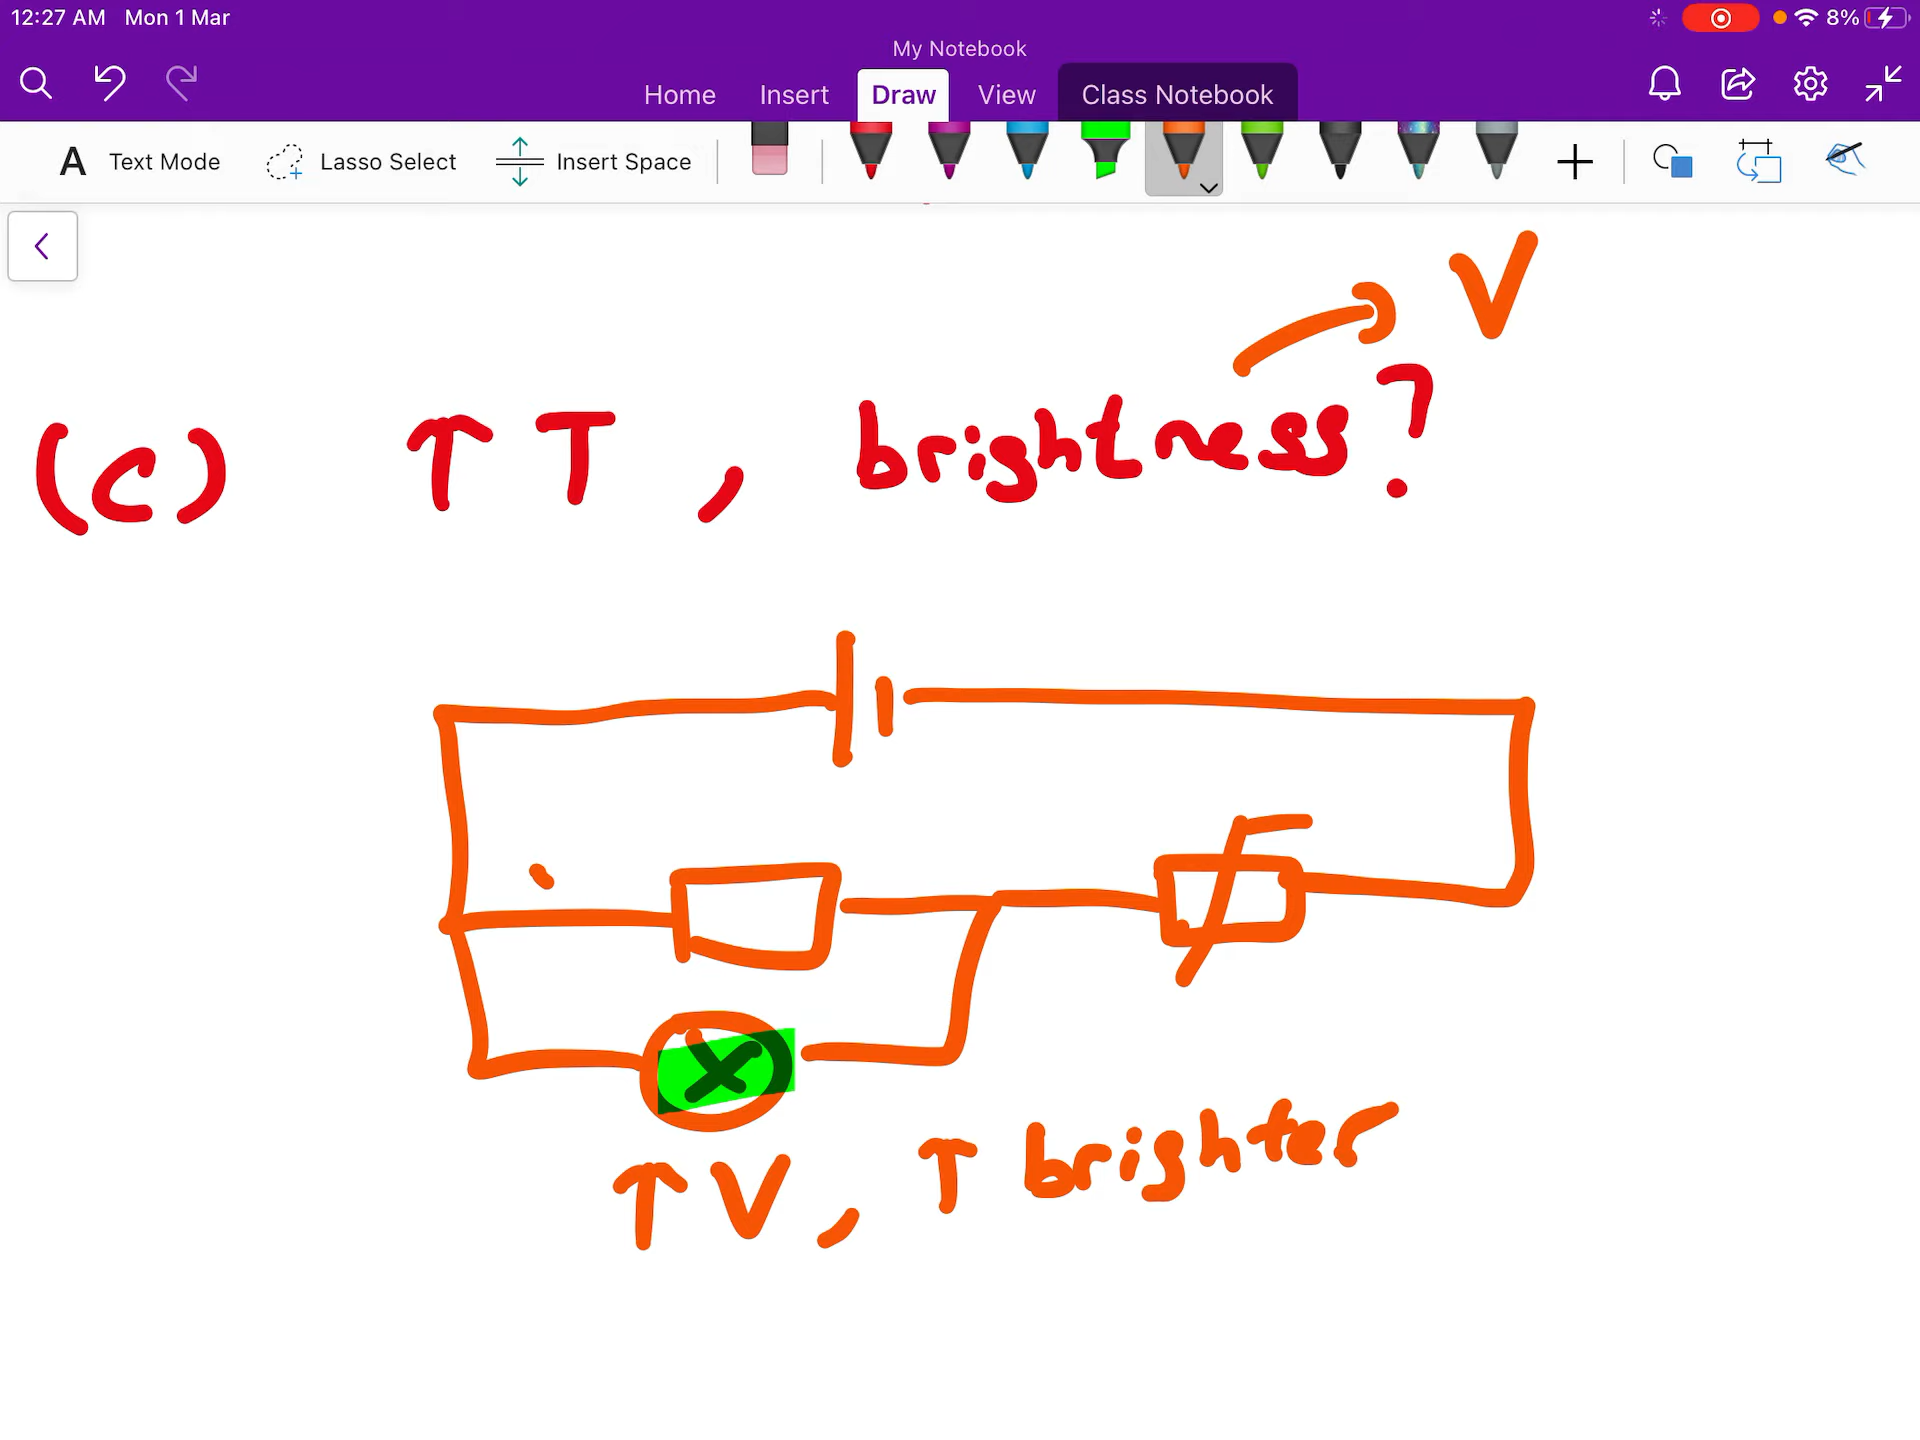 12:27 AM Mon 1 Mar
8%
My Notebook
Home Insert Draw View Class Notebook
A Text Mode Lasso Select Insert Space
V
(c) ↑ T , brightness?
↑ V , ↑ brighter